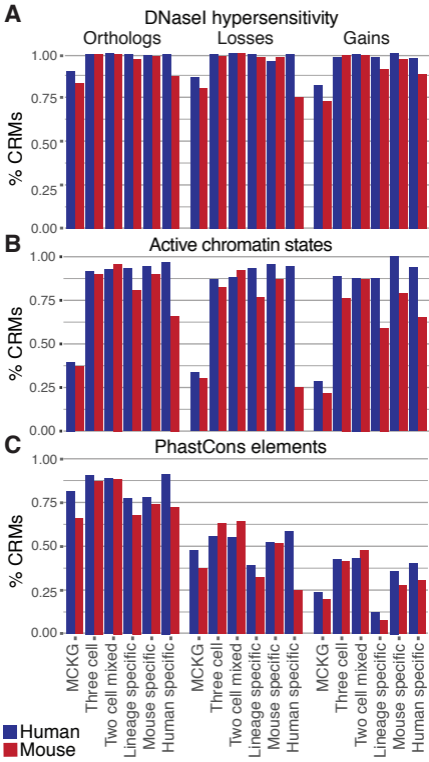 A
DNaseI hypersensitivity
Orthologs Losses Gains
1.00
0.75
0.50
0.25
0.00
% CRMs
B
Active chromatin states
1.00
0.75
0.50
0.25
0.00
% CRMs
C
PhastCons elements
1.00
0.75
0.50
0.25
0.00
% CRMs
MCKG
Three cell
Two cell mixed
Lineage specific
Mouse specific
Human specific
MCKG
Three cell
Two cell mixed
Lineage specific
Mouse specific
Human specific
MCKG
Three cell
Two cell mixed
Lineage specific
Mouse specific
Human specific
Human
Mouse